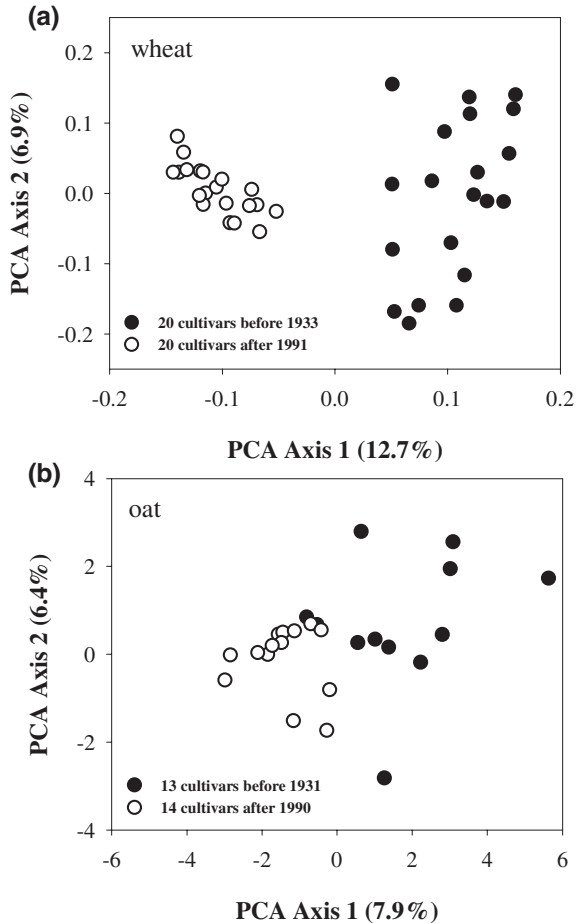 (a)
wheat
PCA Axis 2 (6.9%)
0.2
0.1
0.0
-0.1
-0.2
20 cultivars before 1933
20 cultivars after 1991
-0.2
-0.1
0.0
0.1
0.2
PCA Axis 1 (12.7%)
(b)
oat
PCA Axis 2 (6.4%)
4
2
0
-2
-4
13 cultivars before 1931
14 cultivars after 1990
-6
-4
-2
0
2
4
6
PCA Axis 1 (7.9%)